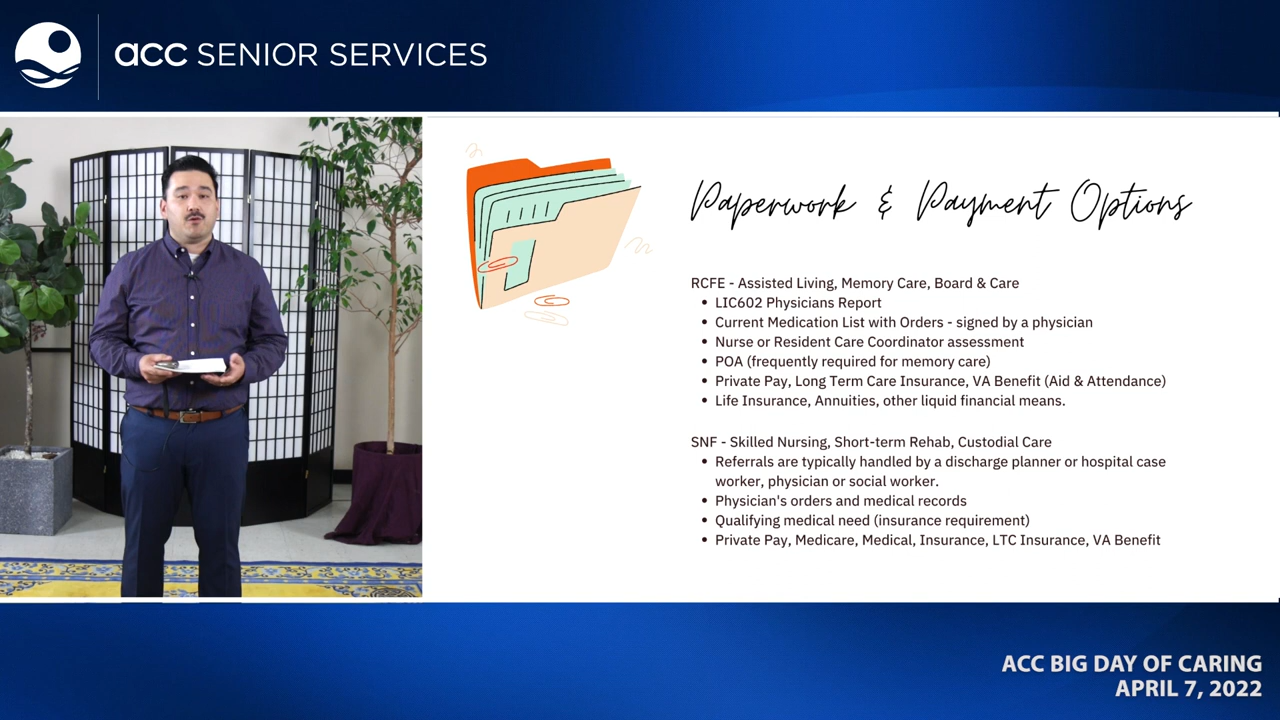 acc SENIOR SERVICES
Paperwork & Payment Options
RCFE - Assisted Living, Memory Care, Board & Care
• LIC602 Physicians Report
• Current Medication List with Orders - signed by a physician
• Nurse or Resident Care Coordinator assessment
• POA (frequently required for memory care)
• Private Pay, Long Term Care Insurance, VA Benefit (Aid & Attendance)
• Life Insurance, Annuities, other liquid financial means.
SNF - Skilled Nursing, Short-term Rehab, Custodial Care
• Referrals are typically handled by a discharge planner or hospital case
worker, physician or social worker.
• Physician's orders and medical records
• Qualifying medical need (insurance requirement)
• Private Pay, Medicare, Medical, Insurance, LTC Insurance, VA Benefit
ACC BIG DAY OF CARING
APRIL 7, 2022